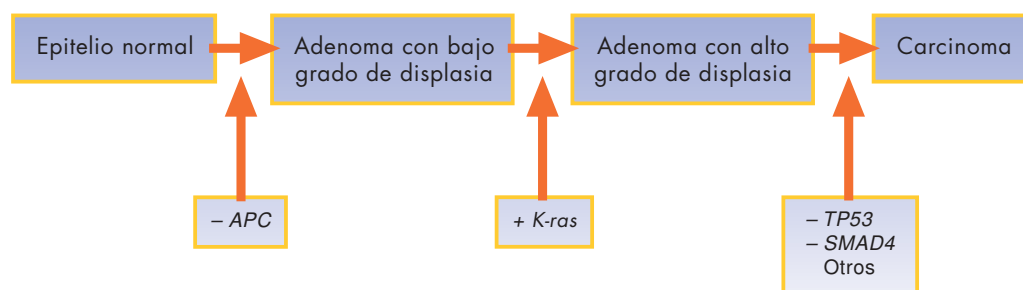 Epitelio normal
Adenoma con bajo
grado de displasia
Adenoma con alto
grado de displasia
Carcinoma
– APC
+ K-ras
– TP53
– SMAD4
Otros